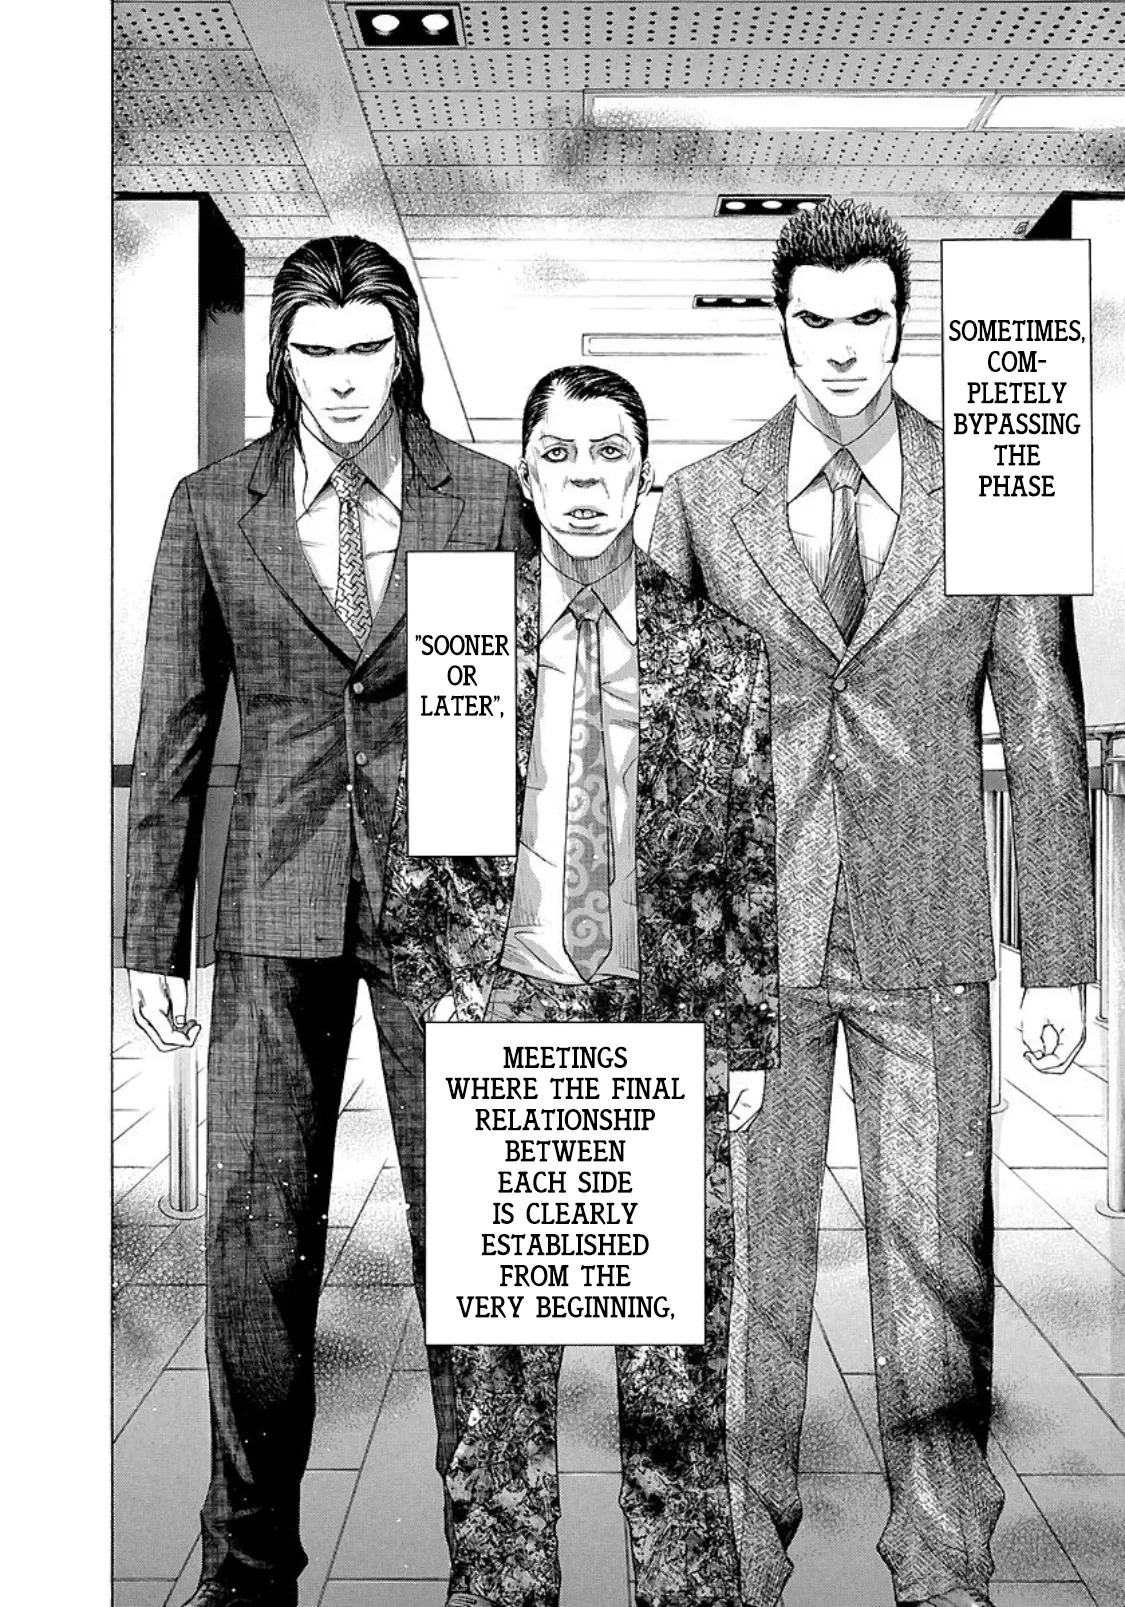 SOMETIMES,
COM-
PLETELY
BYPASSING
THE
PHASE
"SOONER
OR
LATER",
MEETINGS
WHERE THE FINAL
RELATIONSHIP
BETWEEN
EACH SIDE
IS CLEARLY
ESTABLISHED
FROM THE
VERY BEGINNING,